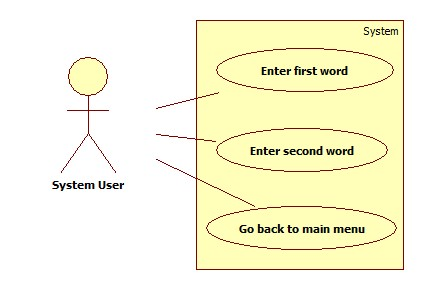 System
Enter first word
Enter second word
System User
Go back to main menu